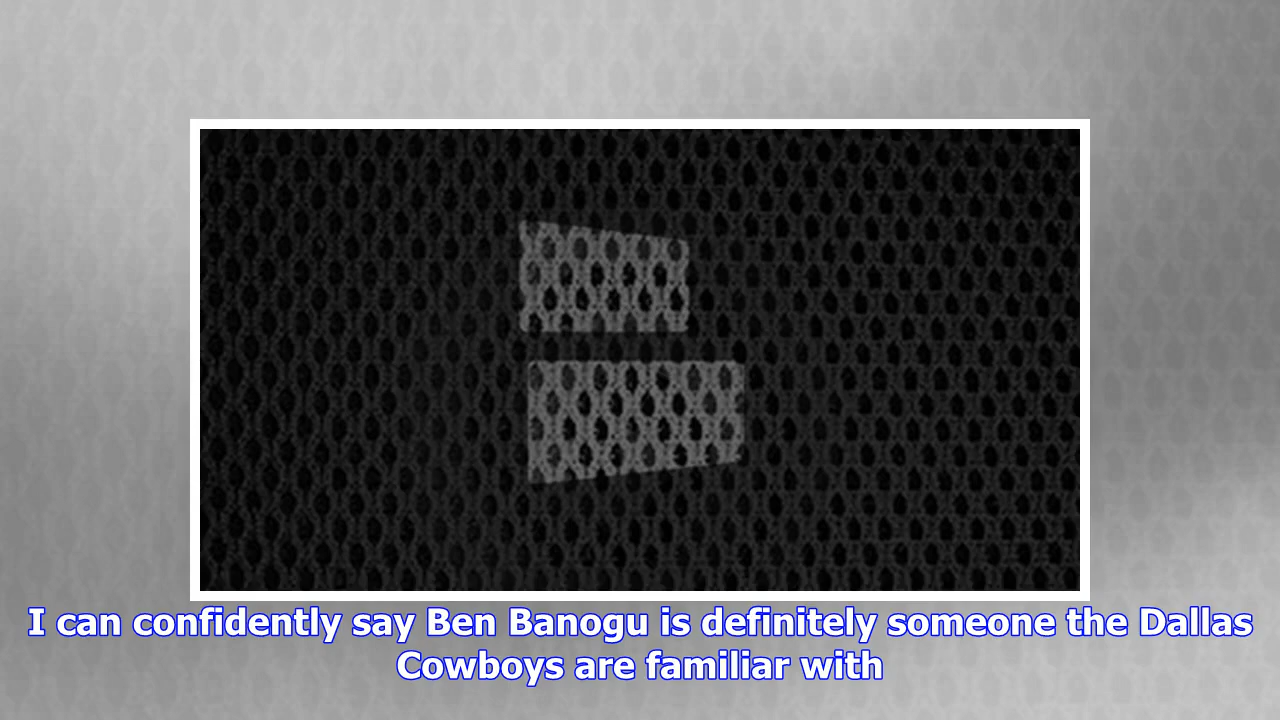 I can confidently say Ben Banogu is definitely someone the Dallas
Cowboys are familiar with